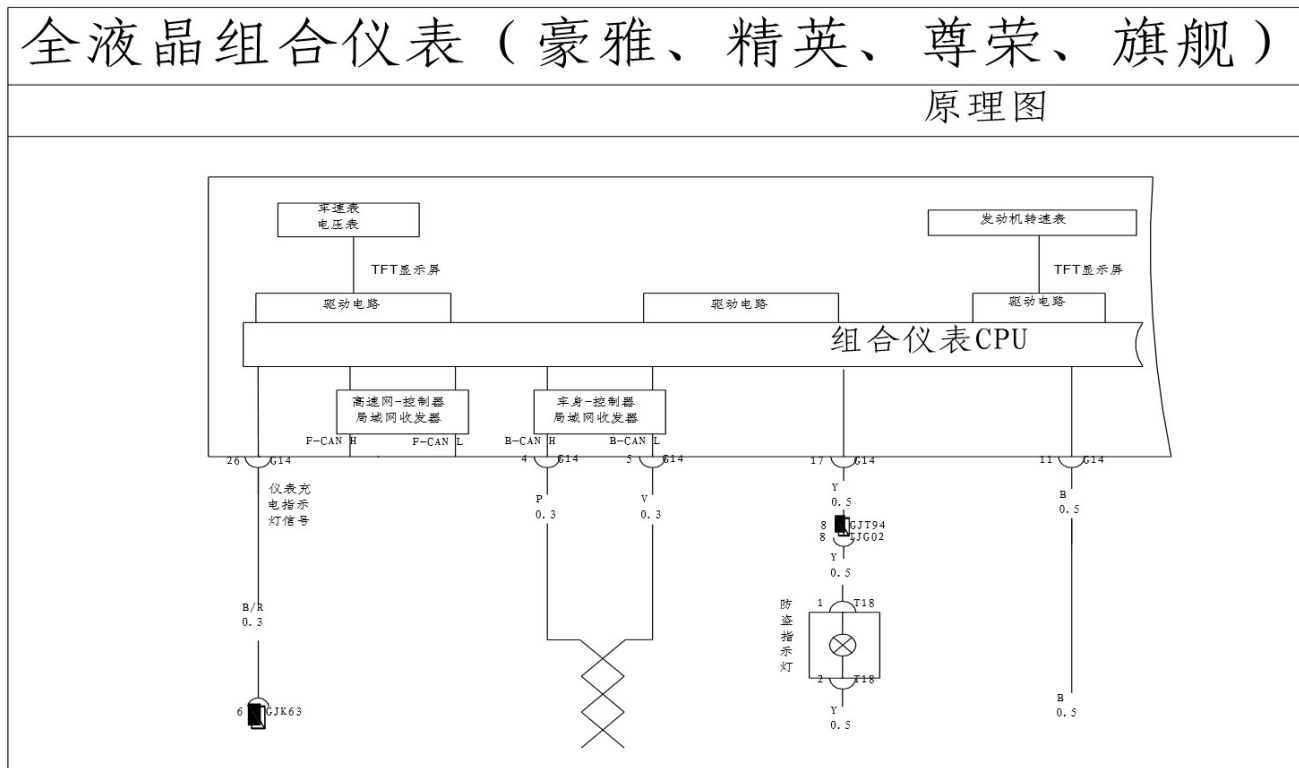 全液晶组合仪表（豪雅、精英、尊荣、旗舰）
原理图
车速表
电压表
发动机转速表
TFT显示屏
TFT显示屏
驱动电路
驱动电路
驱动电路
组合仪表CPU
高速网-控制器
局域网收发器
车身-控制器
局域网收发器
F-CAN H
F-CAN L
B-CAN H
B-CAN L
26
G14
4
G14
5
G14
17
G14
11
G14
仪表充
电指示
灯信号
P
0.3
V
0.3
Y
0.5
B
0.5
8
GJT94
8
Y
0.5
B/R
0.3
防
盗
指
示
灯
1
T18
2
T18
6
GJK63
Y
0.5
B
0.5